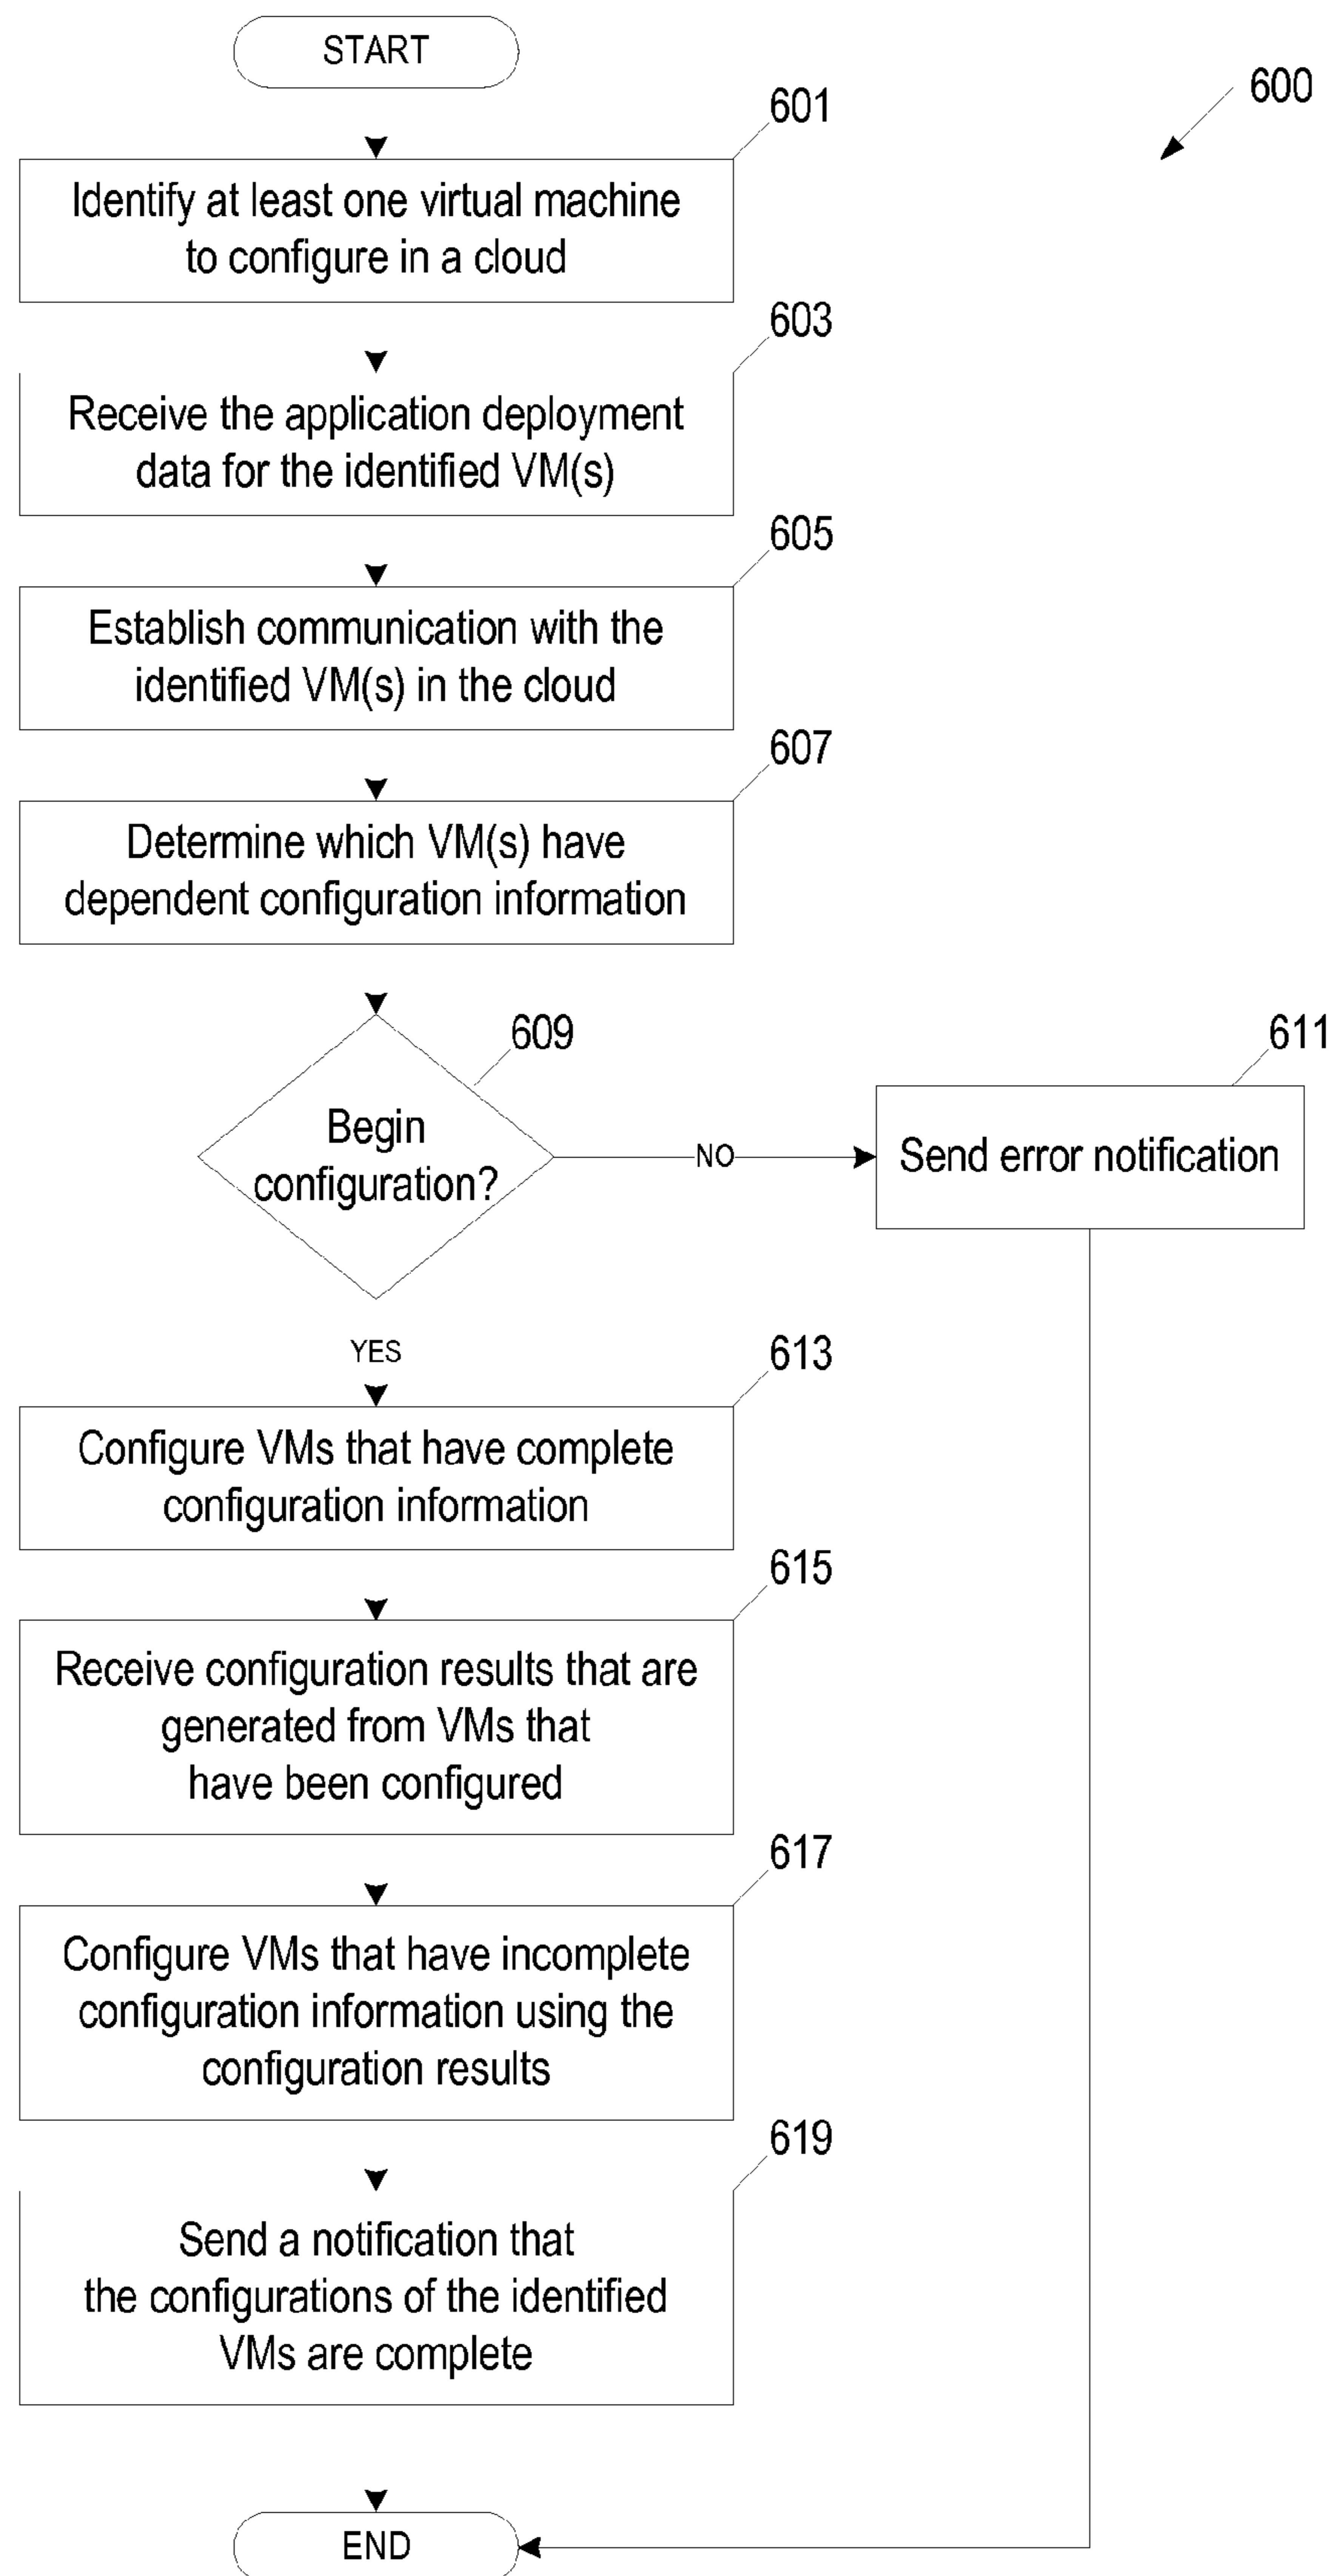 START
600
601
Identify at least one virtual machine
to configure in a cloud
603
Receive the application deployment
data for the identified VM(s)
605
Establish communication with the
identified VM(s) in the cloud
607
Determine which VM(s) have
dependent configuration information
609
Begin
configuration?
NO
611
Send error notification
YES
613
Configure VMs that have complete
configuration information
615
Receive configuration results that are
generated from VMs that
have been configured
617
Configure VMs that have incomplete
configuration information using the
configuration results
619
Send a notification that
the configurations of the identified
VMs are complete
END